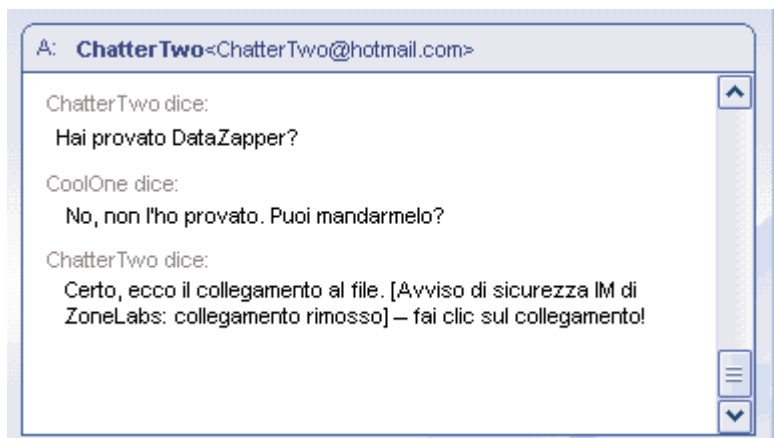 A: ChatterTwo<ChatterTwo@hotmail.com>
ChatterTwo dice:
Hai provato DataZapper?
CoolOne dice:
No, non l'ho provato. Puoi mandarmelo?
ChatterTwo dice:
Certo, ecco il collegamento al file. [Avviso di sicurezza IM di
ZoneLabs: collegamento rimosso] – fai clic sul collegamento!